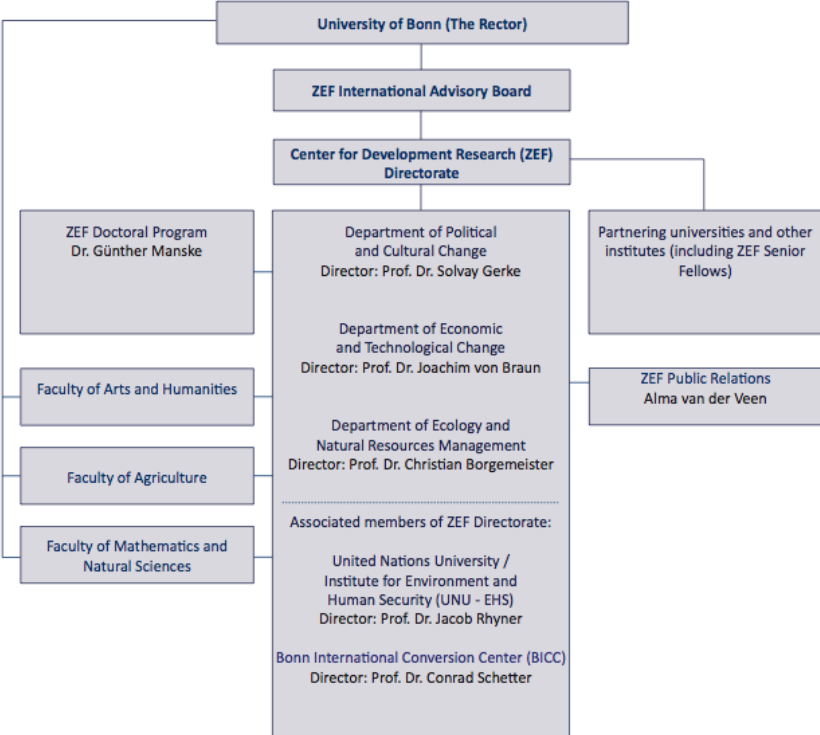 University of Bonn (The Rector)
ZEF International Advisory Board
Center for Development Research (ZEF)
Directorate
ZEF Doctoral Program
Dr. Günther Manske
Department of Political
and Cultural Change
Director: Prof. Dr. Solvay Gerke
Partnering universities and other
institutes (including ZEF Senior
Fellows)
Department of Economic
and Technological Change
Director: Prof. Dr. Joachim von Braun
Faculty of Arts and Humanities
ZEF Public Relations
Alma van der Veen
Department of Ecology and
Natural Resources Management
Director: Prof. Dr. Christian Borgemeister
Faculty of Agriculture
Associated members of ZEF Directorate:
Faculty of Mathematics and
Natural Sciences
United Nations University /
Institute for Environment and
Human Security (UNU - EHS)
Director: Prof. Dr. Jacob Rhyner
Bonn International Conversion Center (BICC)
Director: Prof. Dr. Conrad Schetter